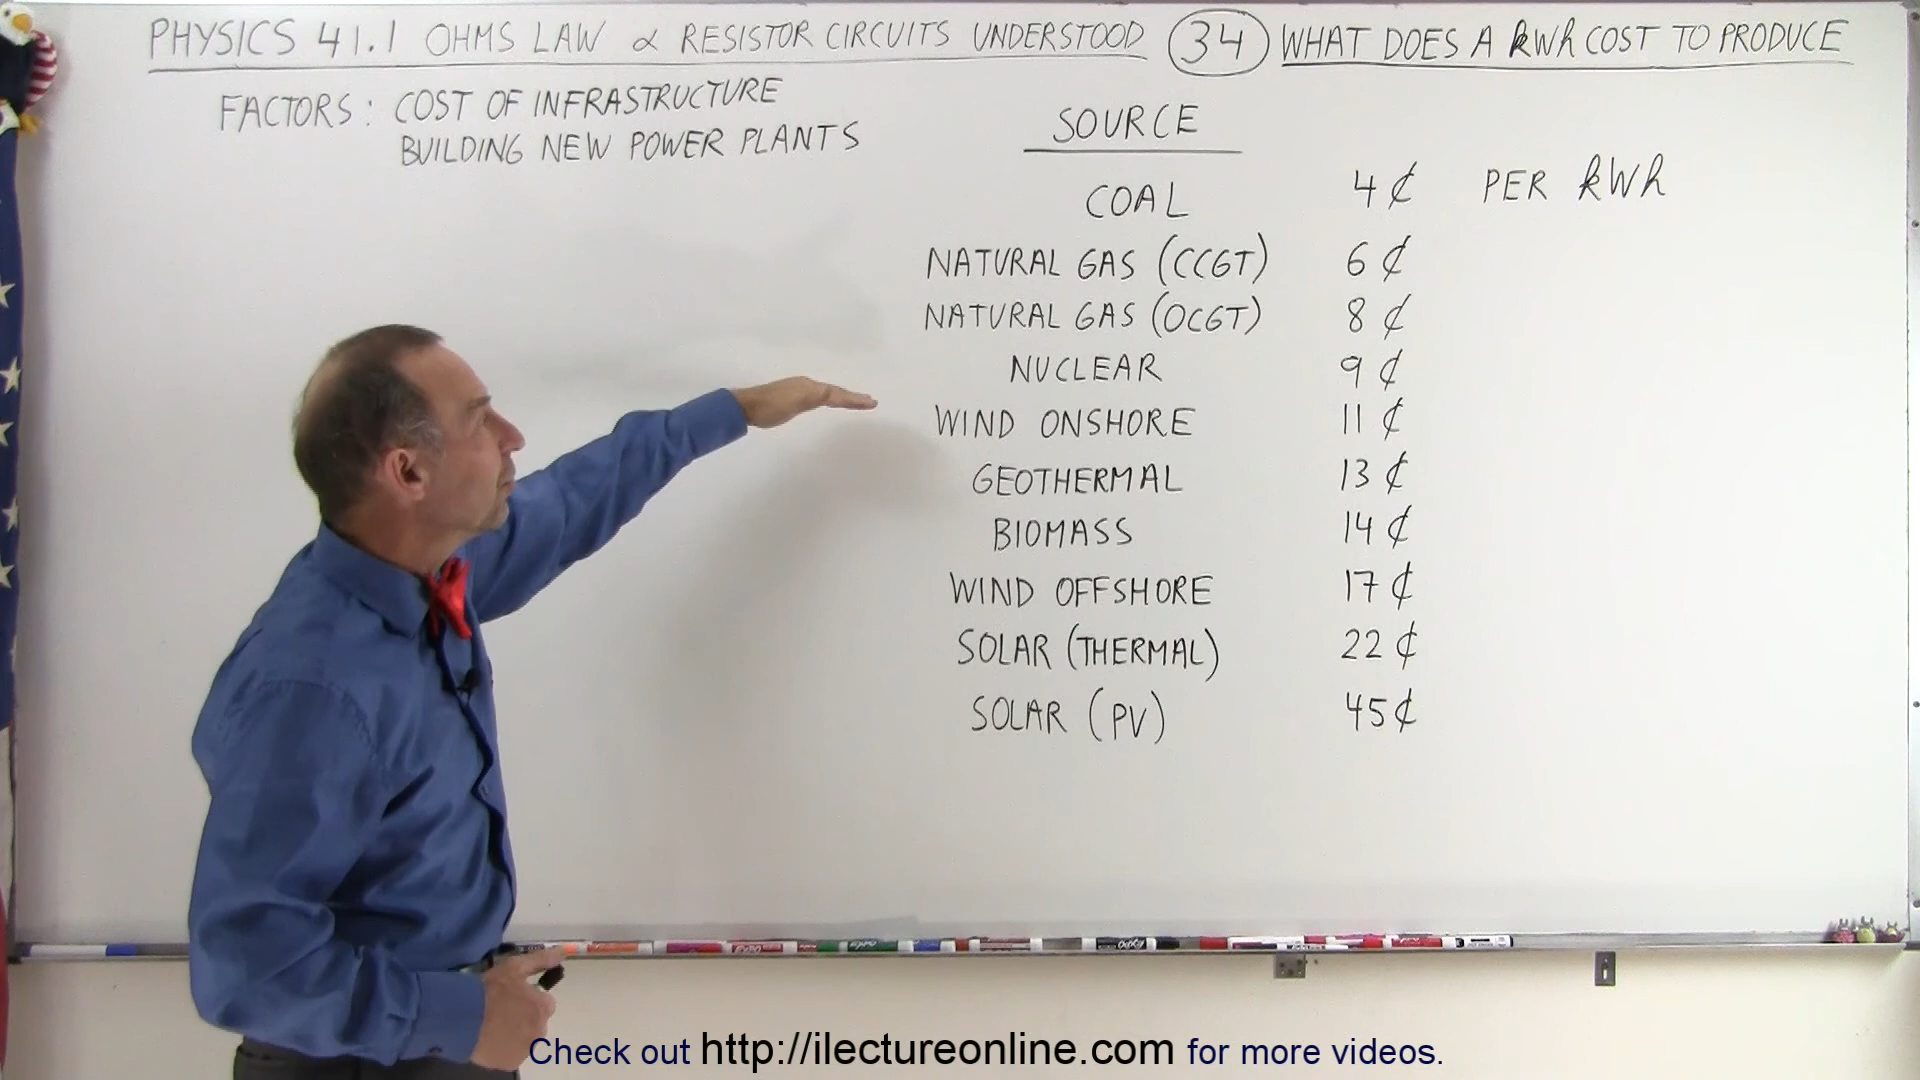 PHYSICS 41.1 OHMS LAW & RESISTOR CIRCUITS UNDERSTOOD 34 WHAT DOES A kWh COST TO PRODUCE
FACTORS: COST OF INFRASTRUCTURE
BUILDING NEW POWER PLANTS
SOURCE
COAL 4¢ PER kWh
NATURAL GAS (CCGT) 6¢
NATURAL GAS (OCGT) 8¢
NUCLEAR 9¢
WIND ONSHORE 11¢
GEOTHERMAL 13¢
BIOMASS 14¢
WIND OFFSHORE 17¢
SOLAR (THERMAL) 22¢
SOLAR (PV) 45¢
Check out http://ilectureonline.com for more videos.